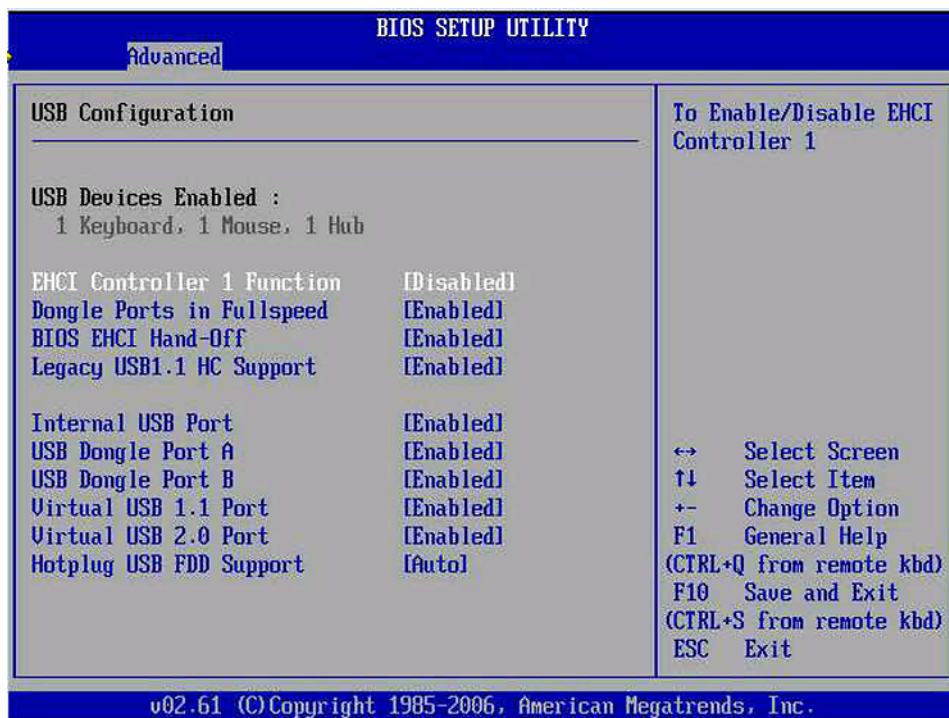 BIOS SETUP UTILITY
Advanced
USB Configuration
USB Devices Enabled :
1 Keyboard, 1 Mouse, 1 Hub
EHCI Controller 1 Function [Disabled]
Dongle Ports in Fullspeed [Enabled]
BIOS EHCI Hand-Off [Enabled]
Legacy USB1.1 HC Support [Enabled]
Internal USB Port [Enabled]
USB Dongle Port A [Enabled]
USB Dongle Port B [Enabled]
Virtual USB 1.1 Port [Enabled]
Virtual USB 2.0 Port [Enabled]
Hotplug USB FDD Support [Auto]
To Enable/Disable EHCI
Controller 1
↔ Select Screen
↑↓ Select Item
+- Change Option
F1 General Help
(CTRL+Q from remote kbd)
F10 Save and Exit
(CTRL+S from remote kbd)
ESC Exit
v02.61 (C)Copyright 1985-2006, American Megatrends, Inc.